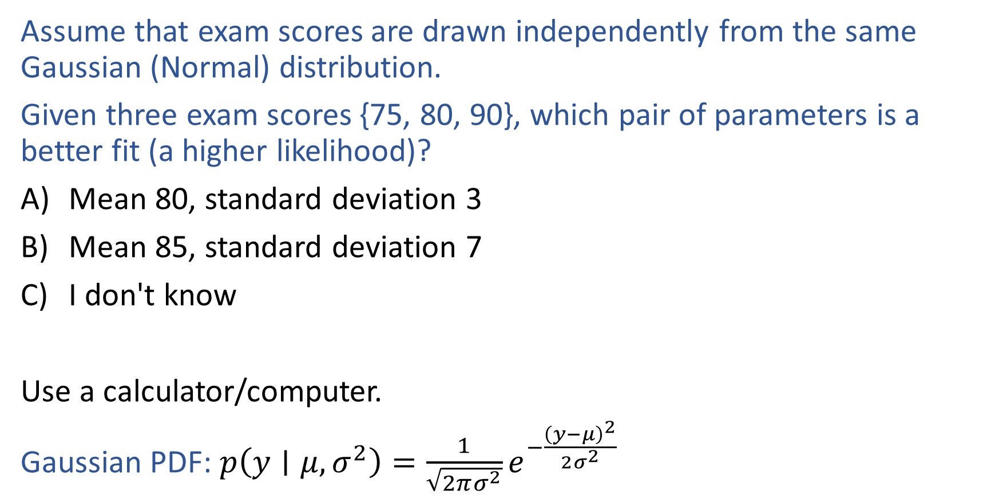 Assume that exam scores are drawn independently from the same
Gaussian (Normal) distribution.
Given three exam scores {75, 80, 90}, which pair of parameters is a
better fit (a higher likelihood)?
A) Mean 80, standard deviation 3
B) Mean 85, standard deviation 7
C) I don't know
Use a calculator/computer.
Gaussian PDF: $p(y \mid \mu, \sigma^2) = \frac{1}{\sqrt{2\pi\sigma^2}} e^{-\frac{(y-\mu)^2}{2\sigma^2}}$